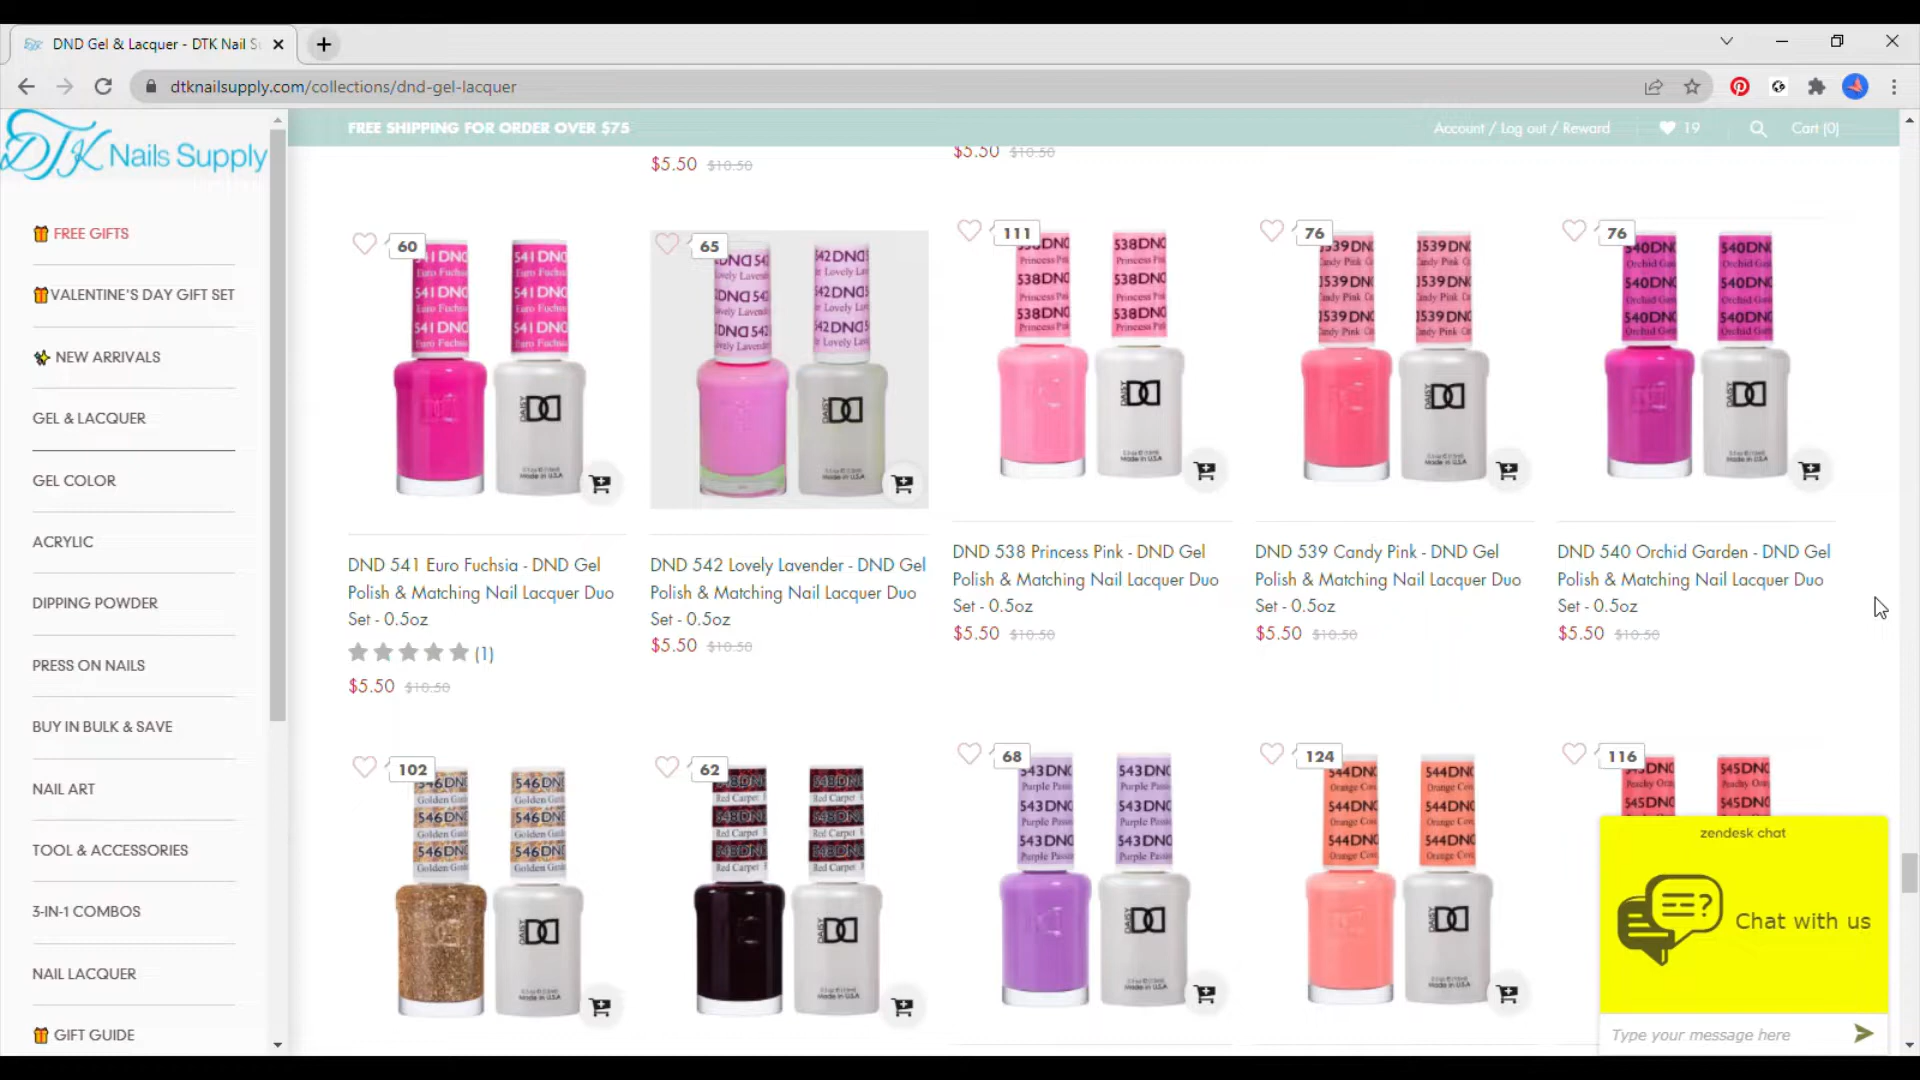 DND Gel & Lacquer - DTK Nail S
dtknailsupply.com/collections/dnd-gel-lacquer
DTK Nails Supply
FREE SHIPPING FOR ORDER OVER $75
Account / Log out / Reward
19
Cart (0)
FREE GIFTS
VALENTINE'S DAY GIFT SET
NEW ARRIVALS
GEL & LACQUER
GEL COLOR
ACRYLIC
DIPPING POWDER
PRESS ON NAILS
BUY IN BULK & SAVE
NAIL ART
TOOL & ACCESSORIES
3-IN-1 COMBOS
NAIL LACQUER
GIFT GUIDE
$5.50 $10.50
$5.50 $10.50
60
65
111
76
76
DND 541 Euro Fuchsia - DND Gel
Polish & Matching Nail Lacquer Duo
Set - 0.5oz
(1)
$5.50 $10.50
DND 542 Lovely Lavender - DND Gel
Polish & Matching Nail Lacquer Duo
Set - 0.5oz
$5.50 $10.50
DND 538 Princess Pink - DND Gel
Polish & Matching Nail Lacquer Duo
Set - 0.5oz
$5.50 $10.50
DND 539 Candy Pink - DND Gel
Polish & Matching Nail Lacquer Duo
Set - 0.5oz
$5.50 $10.50
DND 540 Orchid Garden - DND Gel
Polish & Matching Nail Lacquer Duo
Set - 0.5oz
$5.50 $10.50
102
62
68
124
116
zendesk chat
Chat with us
Type your message here